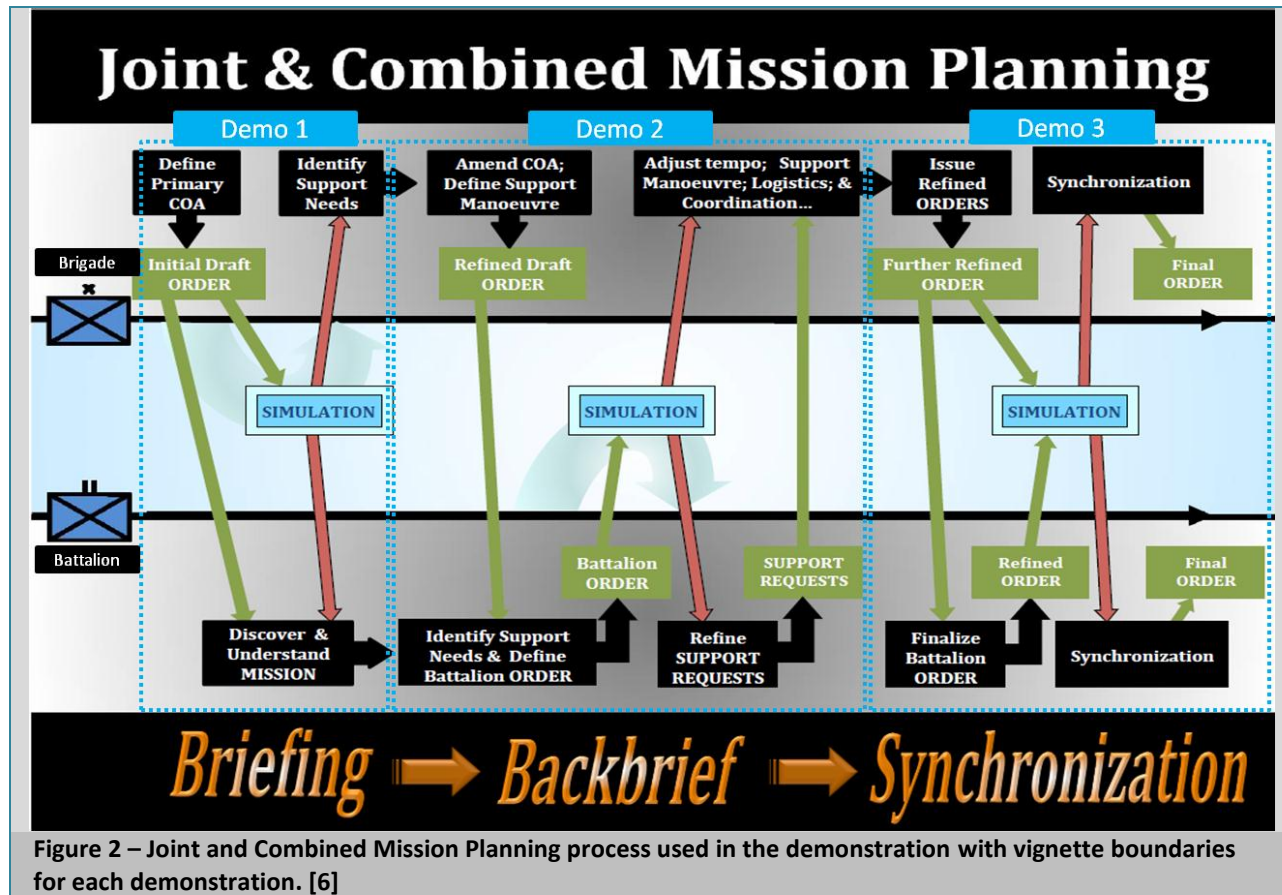 Joint & Combined Mission Planning
Demo 1
Demo 2
Demo 3
Define
Primary
COA
Identify
Support
Needs
Amend COA;
Define Support
Manoeuvre
Adjust tempo; Support
Manoeuvre; Logistics; &
Coordination...
Issue
Refined
ORDERS
Synchronization
Brigade
Initial Draft
ORDER
Refined Draft
ORDER
Further Refined
ORDER
Final
ORDER
SIMULATION
SIMULATION
SIMULATION
Battalion
Battalion
ORDER
SUPPORT
REQUESTS
Refined
ORDER
Final
ORDER
Discover &
Understand
MISSION
Identify Support
Needs & Define
Battalion ORDER
Refine
SUPPORT
REQUESTS
Finalize
Battalion
ORDER
Synchronization
Briefing
Backbrief
Synchronization
Figure 2 – Joint and Combined Mission Planning process used in the demonstration with vignette boundaries
for each demonstration. [6]